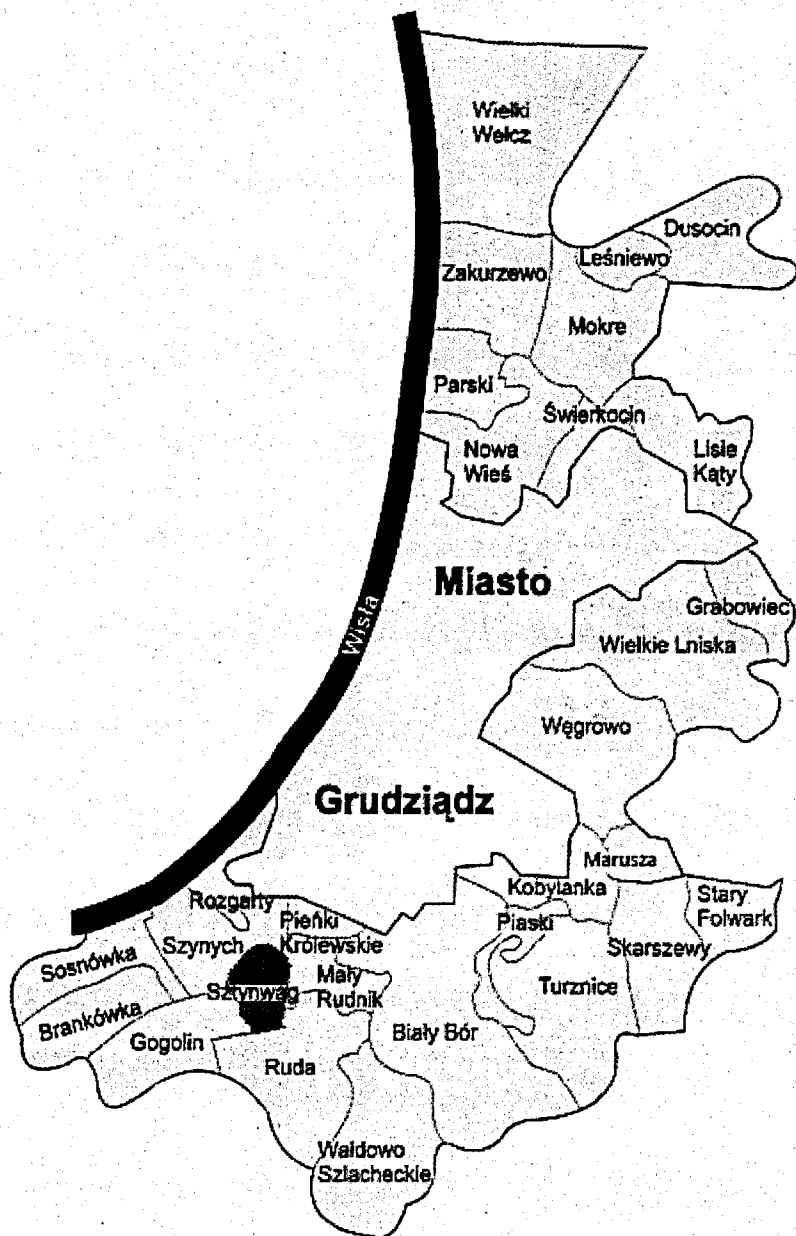 Wielki
Wełcz
Dusocin
Leśniewo
Zakurzewo
Mokre
Parski
Świerkocin
Nowa
Wieś
Lisie
Kąty
Miasto
Grabowiec
Wielkie Lniska
Wisła
Węgrowo
Grudziądz
Marusza
Kobylanka
Stary
Folwark
Rozgarty
Pieńki
Królewskie
Piaski
Szynych
Skarszewy
Sosnówka
Mały
Rudnik
Sztynwag
Turznice
Brankówka
Gogolin
Biały Bór
Ruda
Wałdowo
Szlacheckie